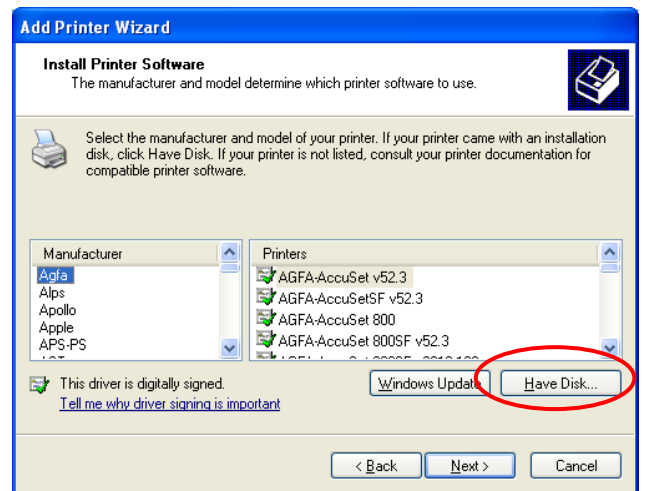 Add Printer Wizard
Install Printer Software
The manufacturer and model determine which printer software to use.
Select the manufacturer and model of your printer. If your printer came with an installation
disk, click Have Disk. If your printer is not listed, consult your printer documentation for
compatible printer software.
Manufacturer
Agfa
Alps
Apollo
Apple
APS-PS
Printers
AGFA-AccuSet v52.3
AGFA-AccuSetSF v52.3
AGFA-AccuSet 800
AGFA-AccuSet 800SF v52.3
This driver is digitally signed.
Tell me why driver signing is important
Windows Update
Have Disk...
< Back
Next >
Cancel